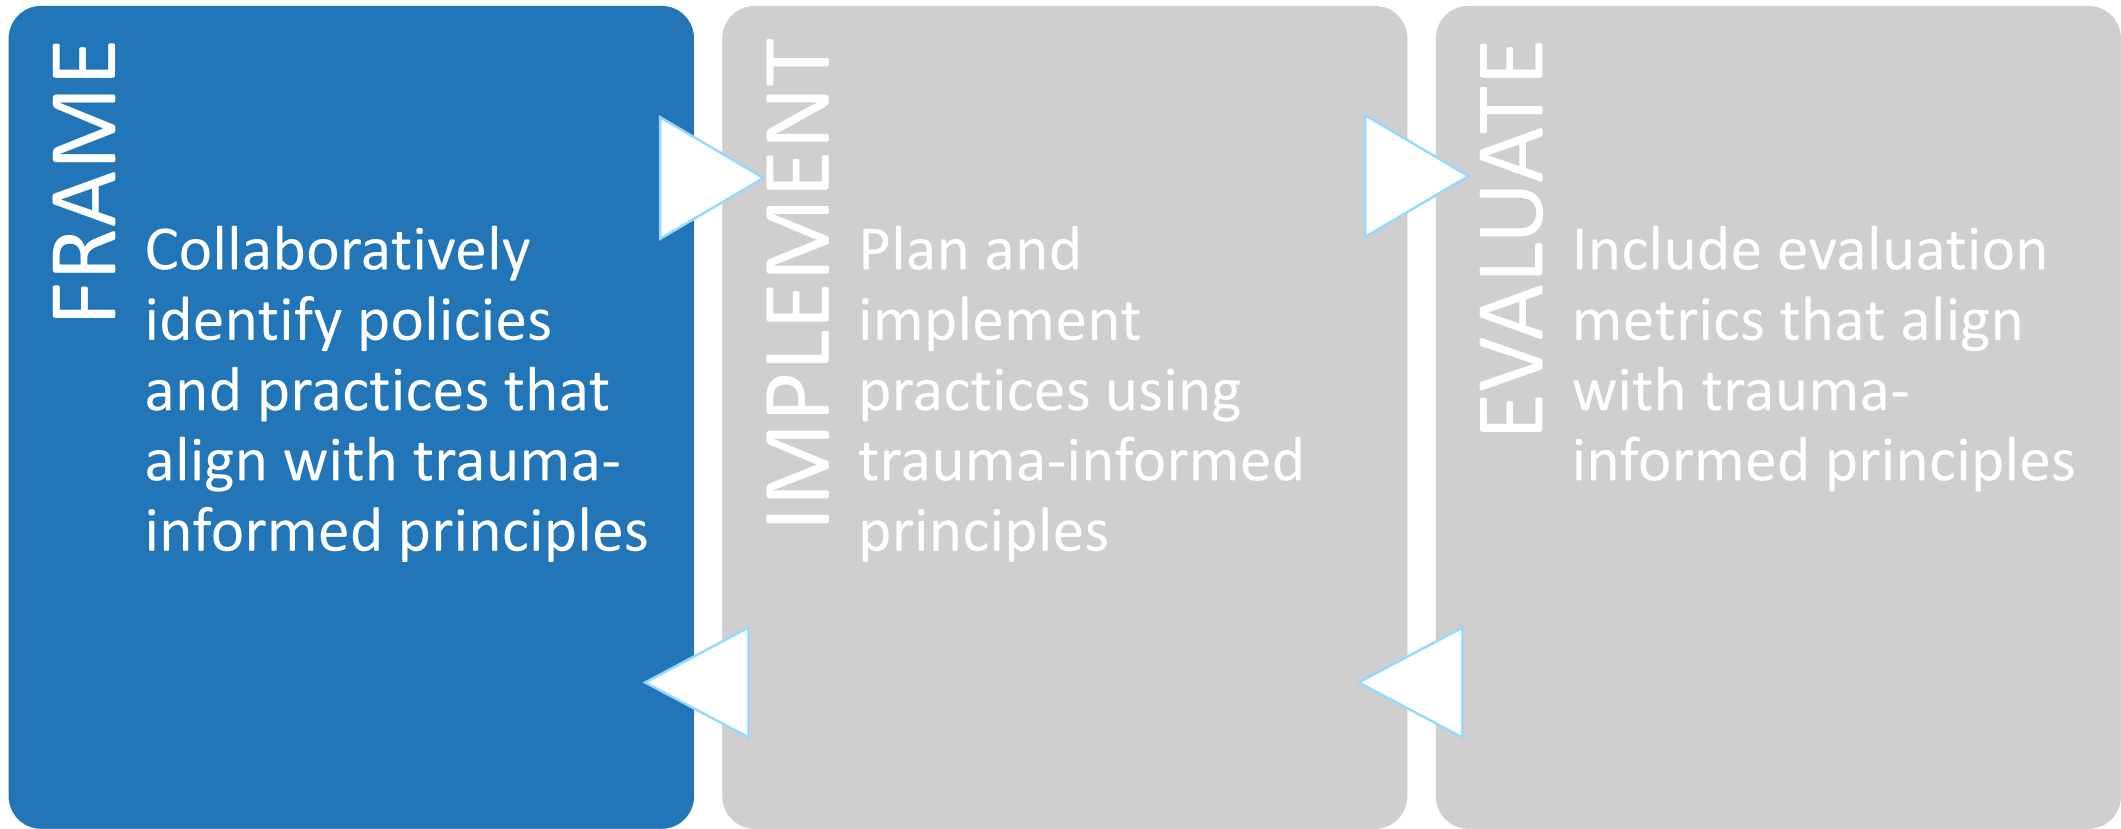 FRAME
Collaboratively
identify policies
and practices that
align with trauma-
informed principles
IMPLEMENT
Plan and
implement
practices using
trauma-informed
principles
EVALUATE
Include evaluation
metrics that align
with trauma-
informed principles